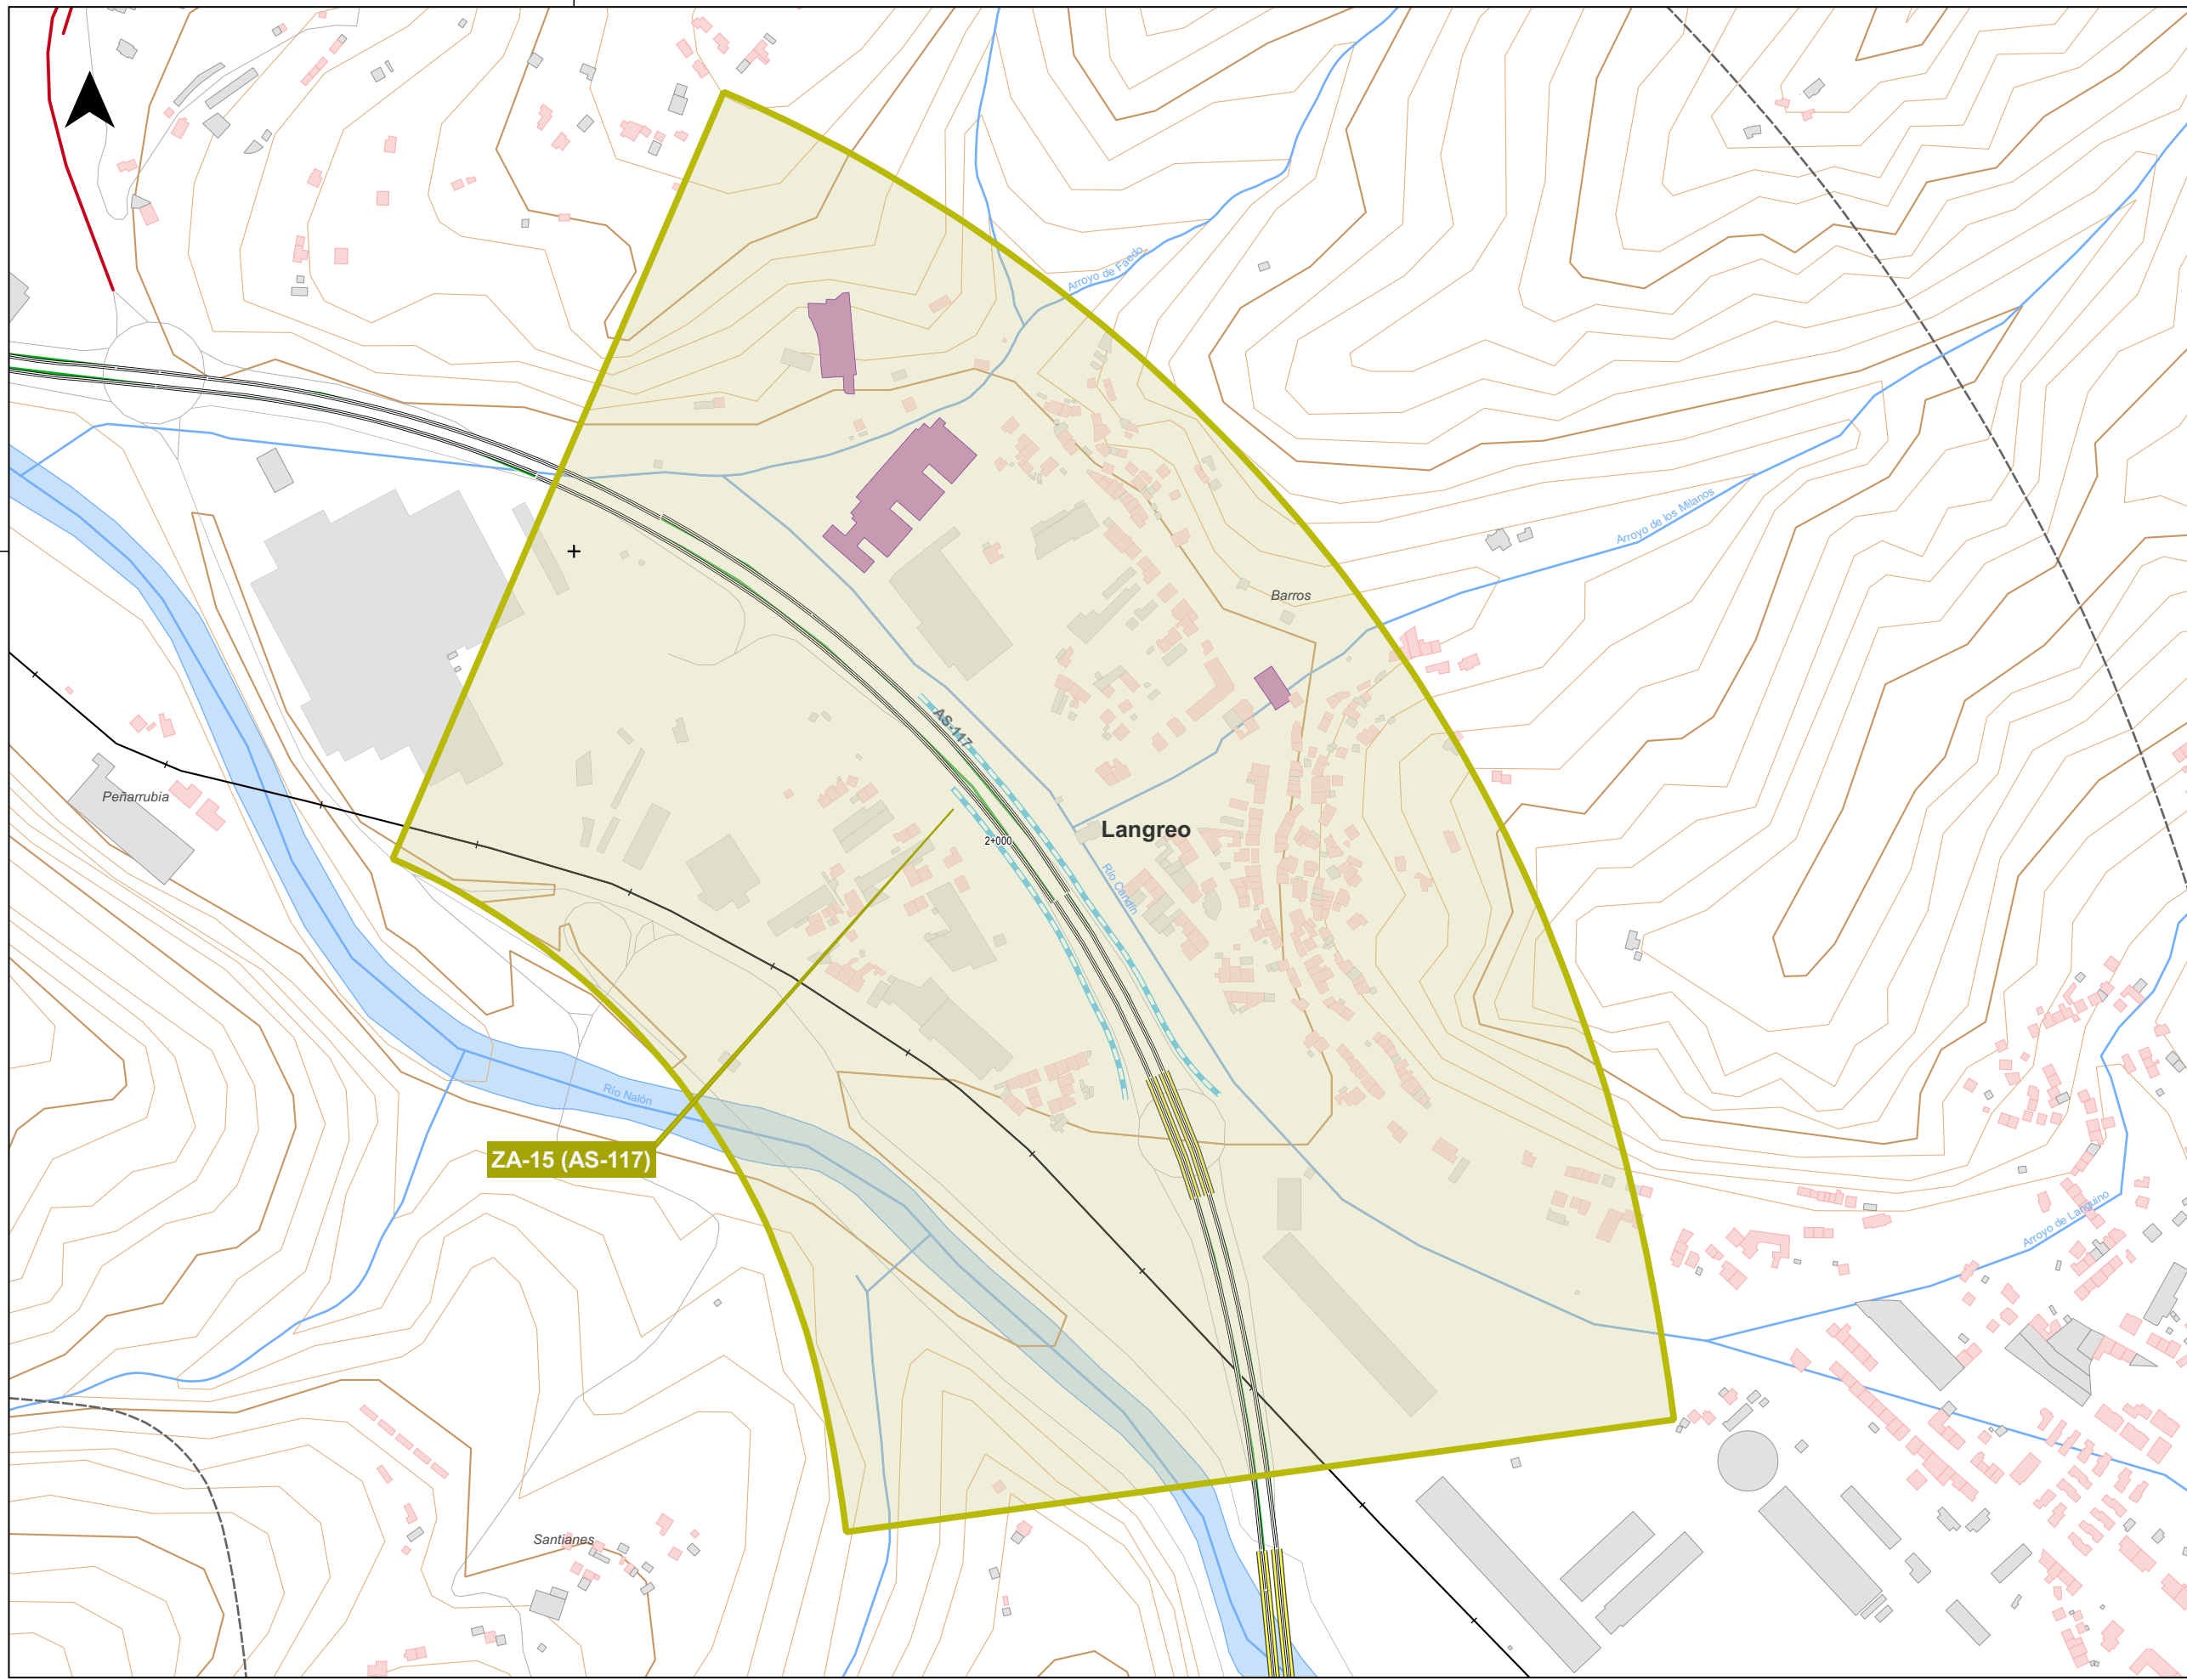 Arroyo de Faedo
Arroyo de los Milanos
Barros
AS-117
Peñarrubia
Langreo
2+000
Río Candín
Río Nalón
ZA-15 (AS-117)
Arroyo de Languino
Santianes